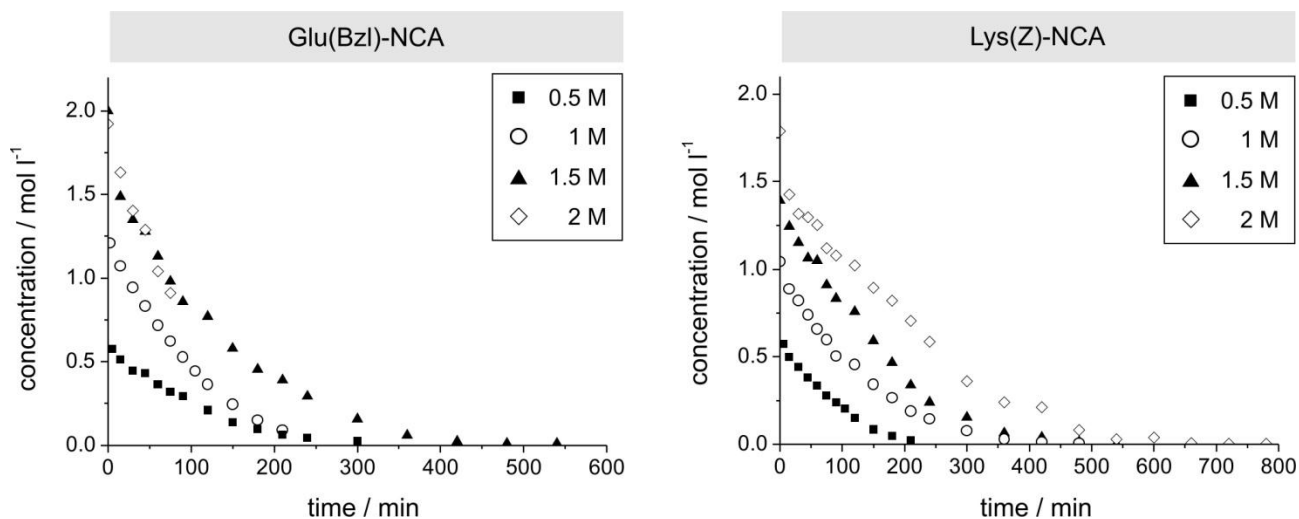 Glu(Bzl)-NCA
2.0
1.5
1.0
0.5
0.0
concentration / mol l⁻¹
0.5 M
1 M
1.5 M
2 M
0 100 200 300 400 500 600
time / min
Lys(Z)-NCA
2.0
1.5
1.0
0.5
0.0
concentration / mol l⁻¹
0.5 M
1 M
1.5 M
2 M
0 100 200 300 400 500 600 700 800
time / min